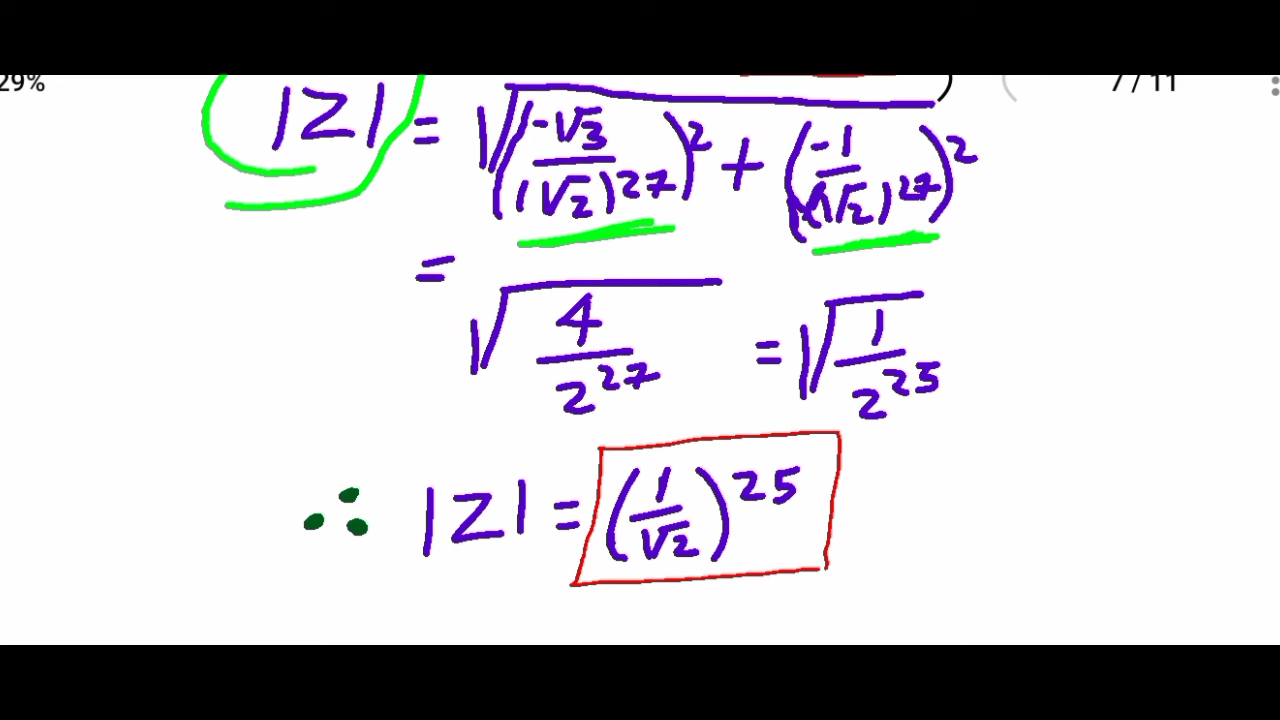 29% 7 / 11
|Z| = √((-√3/(√2)^27)^2 + (-1/(√2)^27)^2)
= √(4/2^27) = √(1/2^25)
∴ |Z| = (1/√2)^25